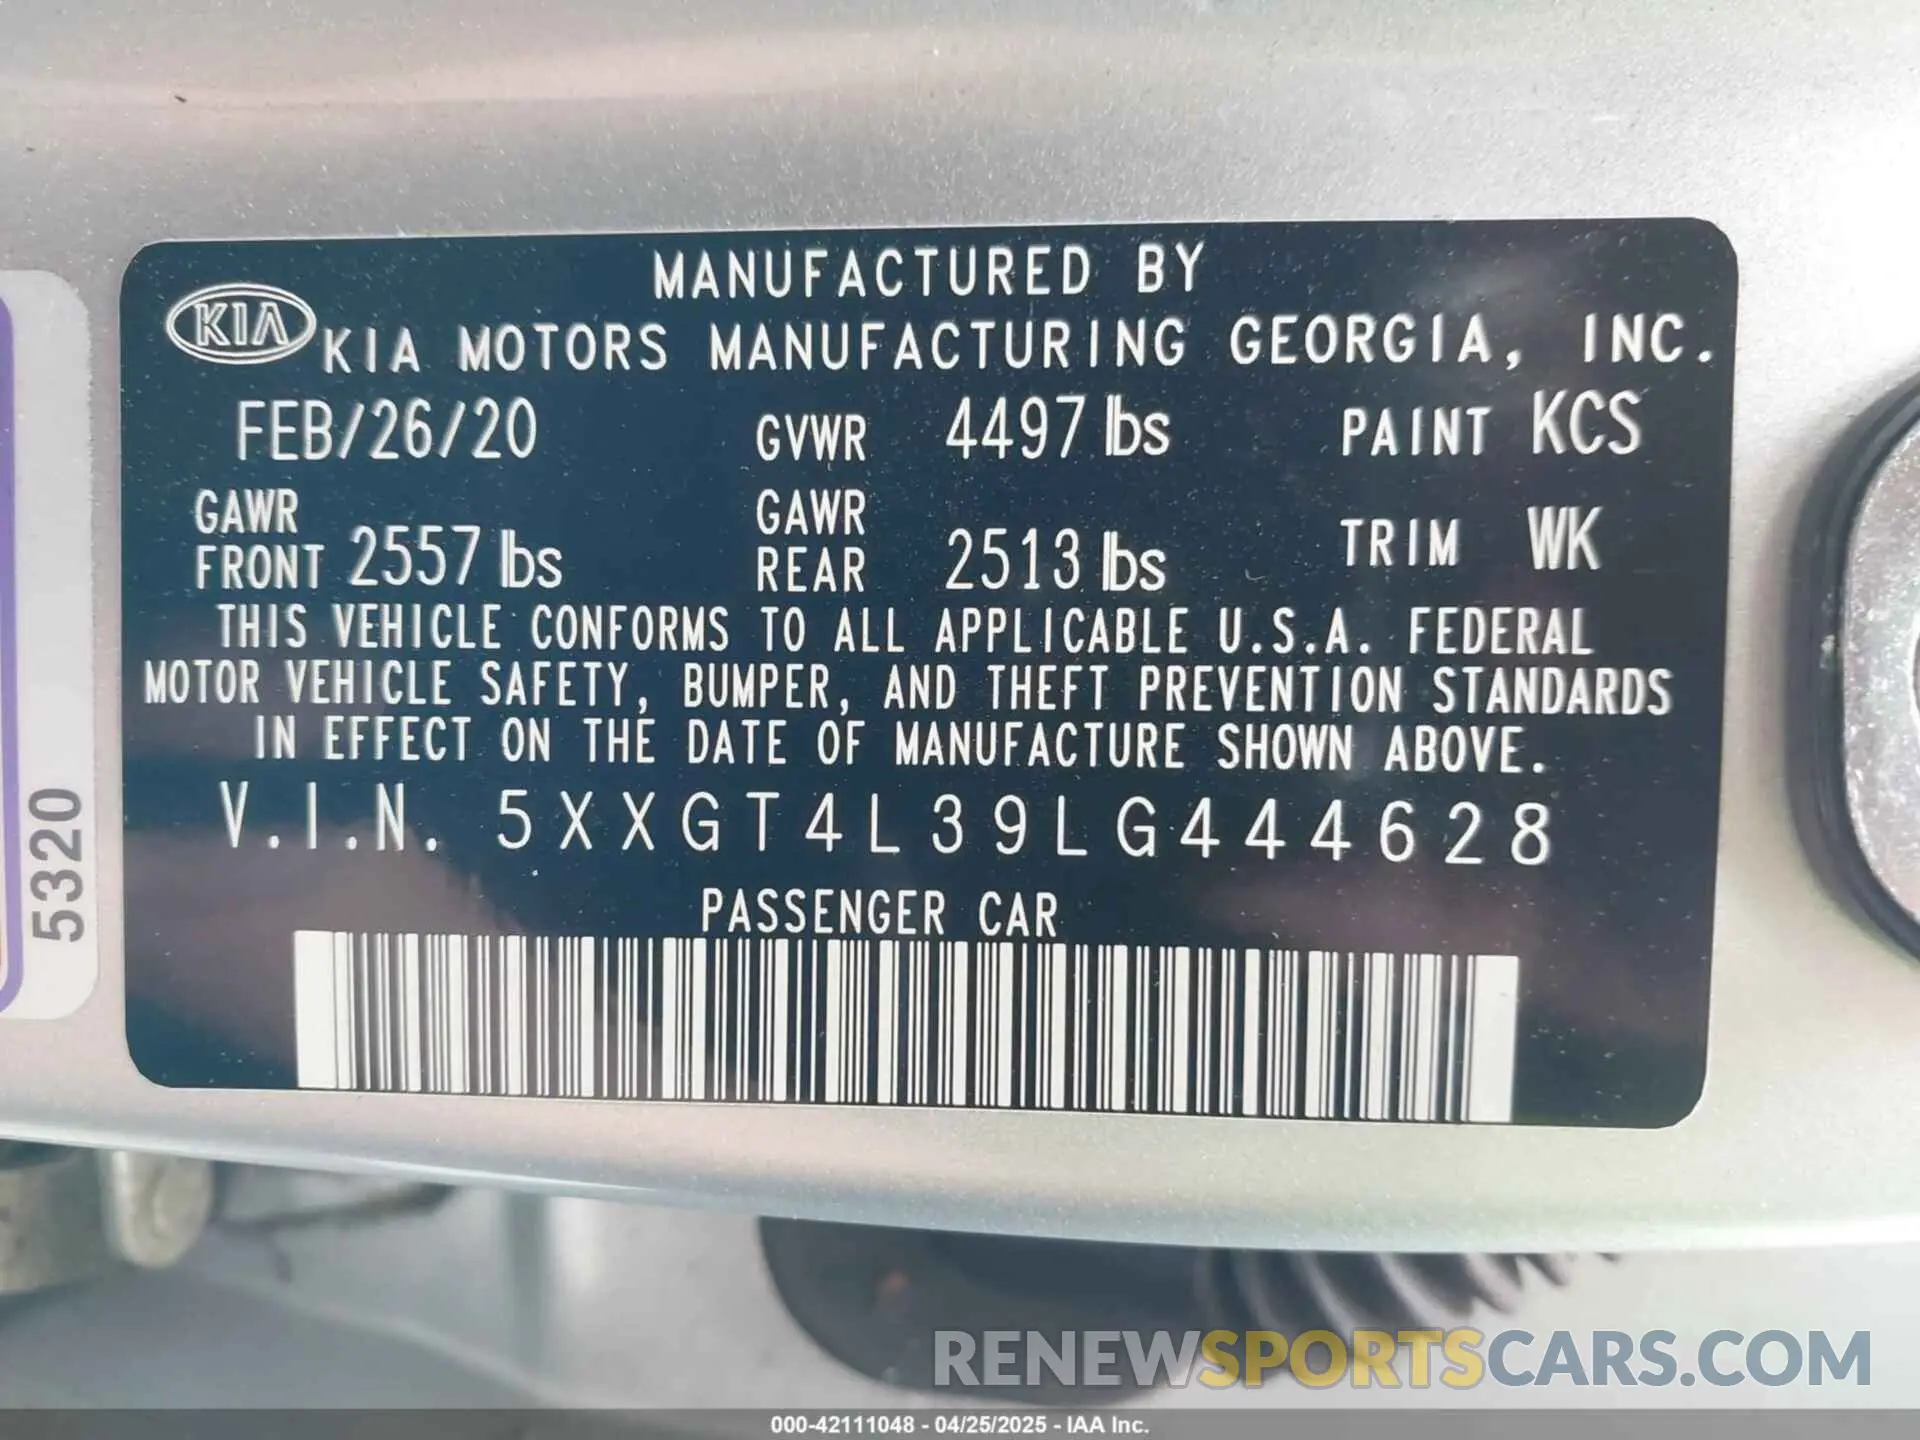 MANUFACTURED BY
KIA KIA MOTORS MANUFACTURING GEORGIA, INC.
FEB/26/20 GVWR 4497 lbs PAINT KCS
GAWR FRONT 2557 lbs GAWR REAR 2513 lbs TRIM WK
THIS VEHICLE CONFORMS TO ALL APPLICABLE U.S.A. FEDERAL
MOTOR VEHICLE SAFETY, BUMPER, AND THEFT PREVENTION STANDARDS
IN EFFECT ON THE DATE OF MANUFACTURE SHOWN ABOVE.
V.I.N. 5XXGT4L39LG444628
PASSENGER CAR
5320
RENEWSPORTSCARS.COM
000-42111048 - 04/25/2025 - IAA Inc.